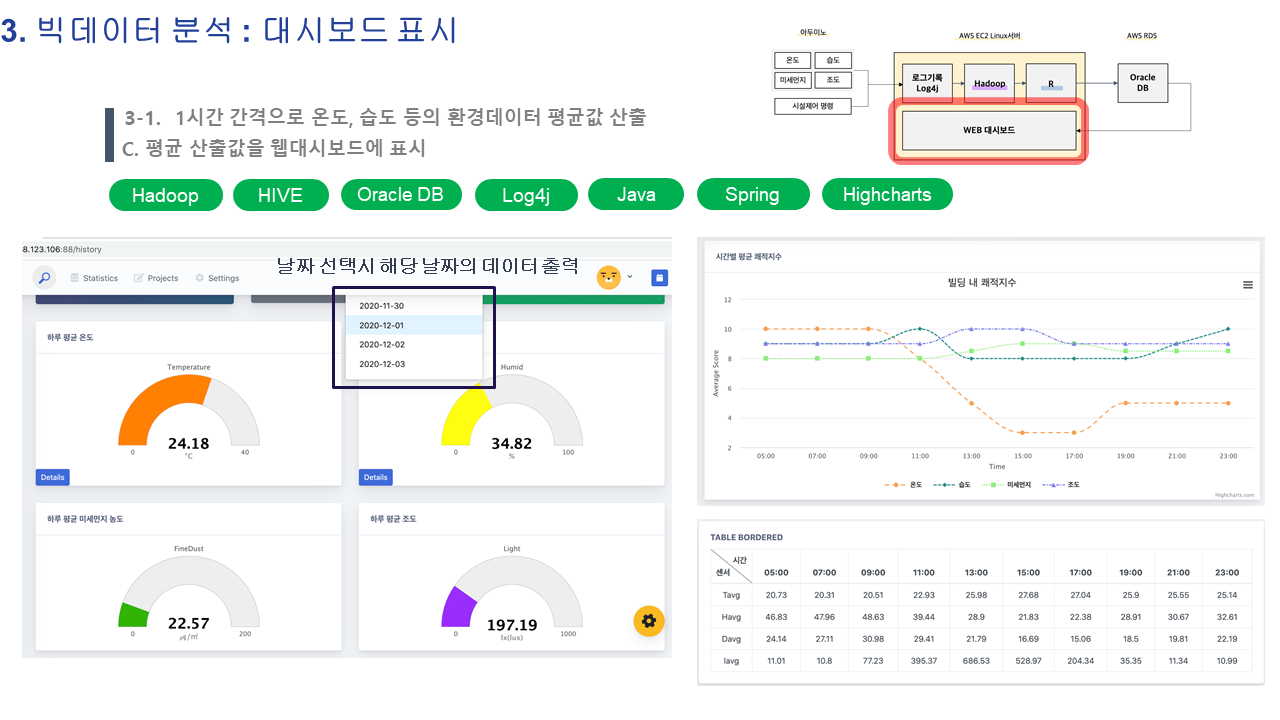 3. 빅데이터 분석 : 대시보드 표시
아두이노
AWS EC2 Linux서버
AWS RDS
온도 습도
미세먼지 조도
시설제어 명령
로그기록
Log4j
Hadoop
R
Oracle
DB
WEB 대시보드
3-1. 1시간 간격으로 온도, 습도 등의 환경데이터 평균값 산출
C. 평균 산출값을 웹대시보드에 표시
Hadoop HIVE Oracle DB Log4j Java Spring Highcharts
8.123.106:88/history
날짜 선택시 해당 날짜의 데이터 출력
Statistics Projects Settings
2020-11-30
2020-12-01
2020-12-02
2020-12-03
하루 평균 온도
Temperature
24.18
°C
0 40
Details
Humid
34.82
%
0 100
Details
하루 평균 미세먼지 농도
FineDust
22.57
㎍/㎥
0 200
하루 평균 조도
Light
197.19
lx(lux)
0 1000
시간별 평균 쾌적지수
빌딩 내 쾌적지수
Average Score
12
10
8
6
4
2
05:00 07:00 09:00 11:00 13:00 15:00 17:00 19:00 21:00 23:00
Time
온도 습도 미세먼지 조도
Highcharts.com
TABLE BORDERED
시간
센서 05:00 07:00 09:00 11:00 13:00 15:00 17:00 19:00 21:00 23:00
Tavg 20.73 20.31 20.51 22.93 25.98 27.68 27.04 25.9 25.55 25.14
Havg 46.83 47.96 48.63 39.44 28.9 21.83 22.38 28.91 30.67 32.61
Davg 24.14 27.11 30.98 29.41 21.79 16.69 15.06 18.5 19.81 22.19
Iavg 11.01 10.8 77.23 395.37 686.53 528.97 204.34 35.35 11.34 10.99